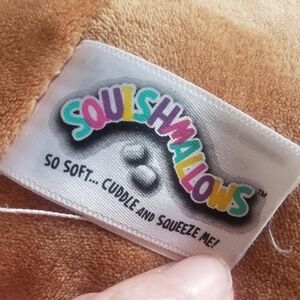 SQUISHMALLOWS™
SO SOFT... CUDDLE AND SQUEEZE ME!